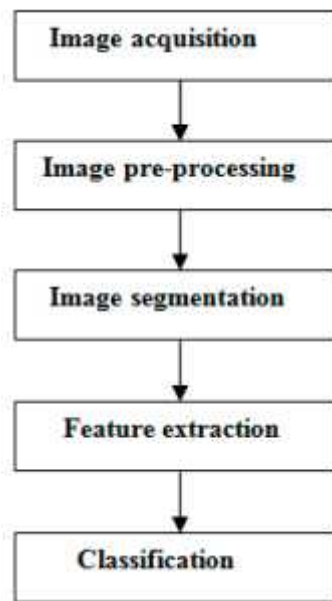 Image acquisition
Image pre-processing
Image segmentation
Feature extraction
Classification